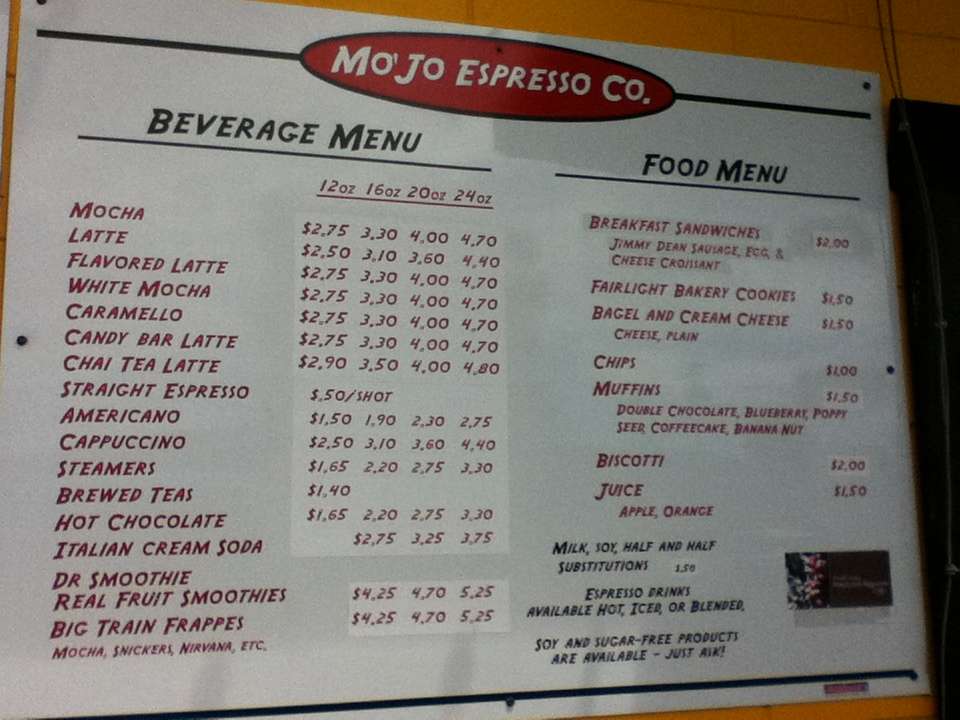 Mo'Jo Espresso Co.
Beverage Menu
12oz 16oz 20oz 24oz
Mocha $2.75 3.30 4.00 4.70
Latte $2.50 3.10 3.60 4.40
Flavored Latte $2.75 3.30 4.00 4.70
White Mocha $2.75 3.30 4.00 4.70
Caramello $2.75 3.30 4.00 4.70
Candy bar Latte $2.75 3.30 4.00 4.70
Chai Tea Latte $2.90 3.50 4.00 4.80
Straight Espresso $.50/shot
Americano $1.50 1.90 2.30 2.75
Cappuccino $2.50 3.10 3.60 4.40
Steamers $1.65 2.20 2.75 3.30
Brewed Teas $1.40
Hot Chocolate $1.65 2.20 2.75 3.30
Italian cream Soda $2.75 3.25 3.75
Dr Smoothie
Real Fruit Smoothies $4.25 4.70 5.25
Big Train Frappes $4.25 4.70 5.25
Mocha, Snickers, Nirvana, etc.
Food Menu
Breakfast Sandwiches $2.00
Jimmy Dean Sausage, Egg, &
Cheese Croissant
Fairlight Bakery Cookies $1.50
Bagel and Cream Cheese $1.50
Cheese, plain
Chips $1.00
Muffins $1.50
Double Chocolate, Blueberry, Poppy
Seed, Coffeecake, Banana Nut
Biscotti $2.00
Juice $1.50
Apple, Orange
Milk, soy, half and half
Substitutions 1.50
Espresso drinks
available Hot, Iced, or Blended.
Soy and sugar-free products
are available - just ask!